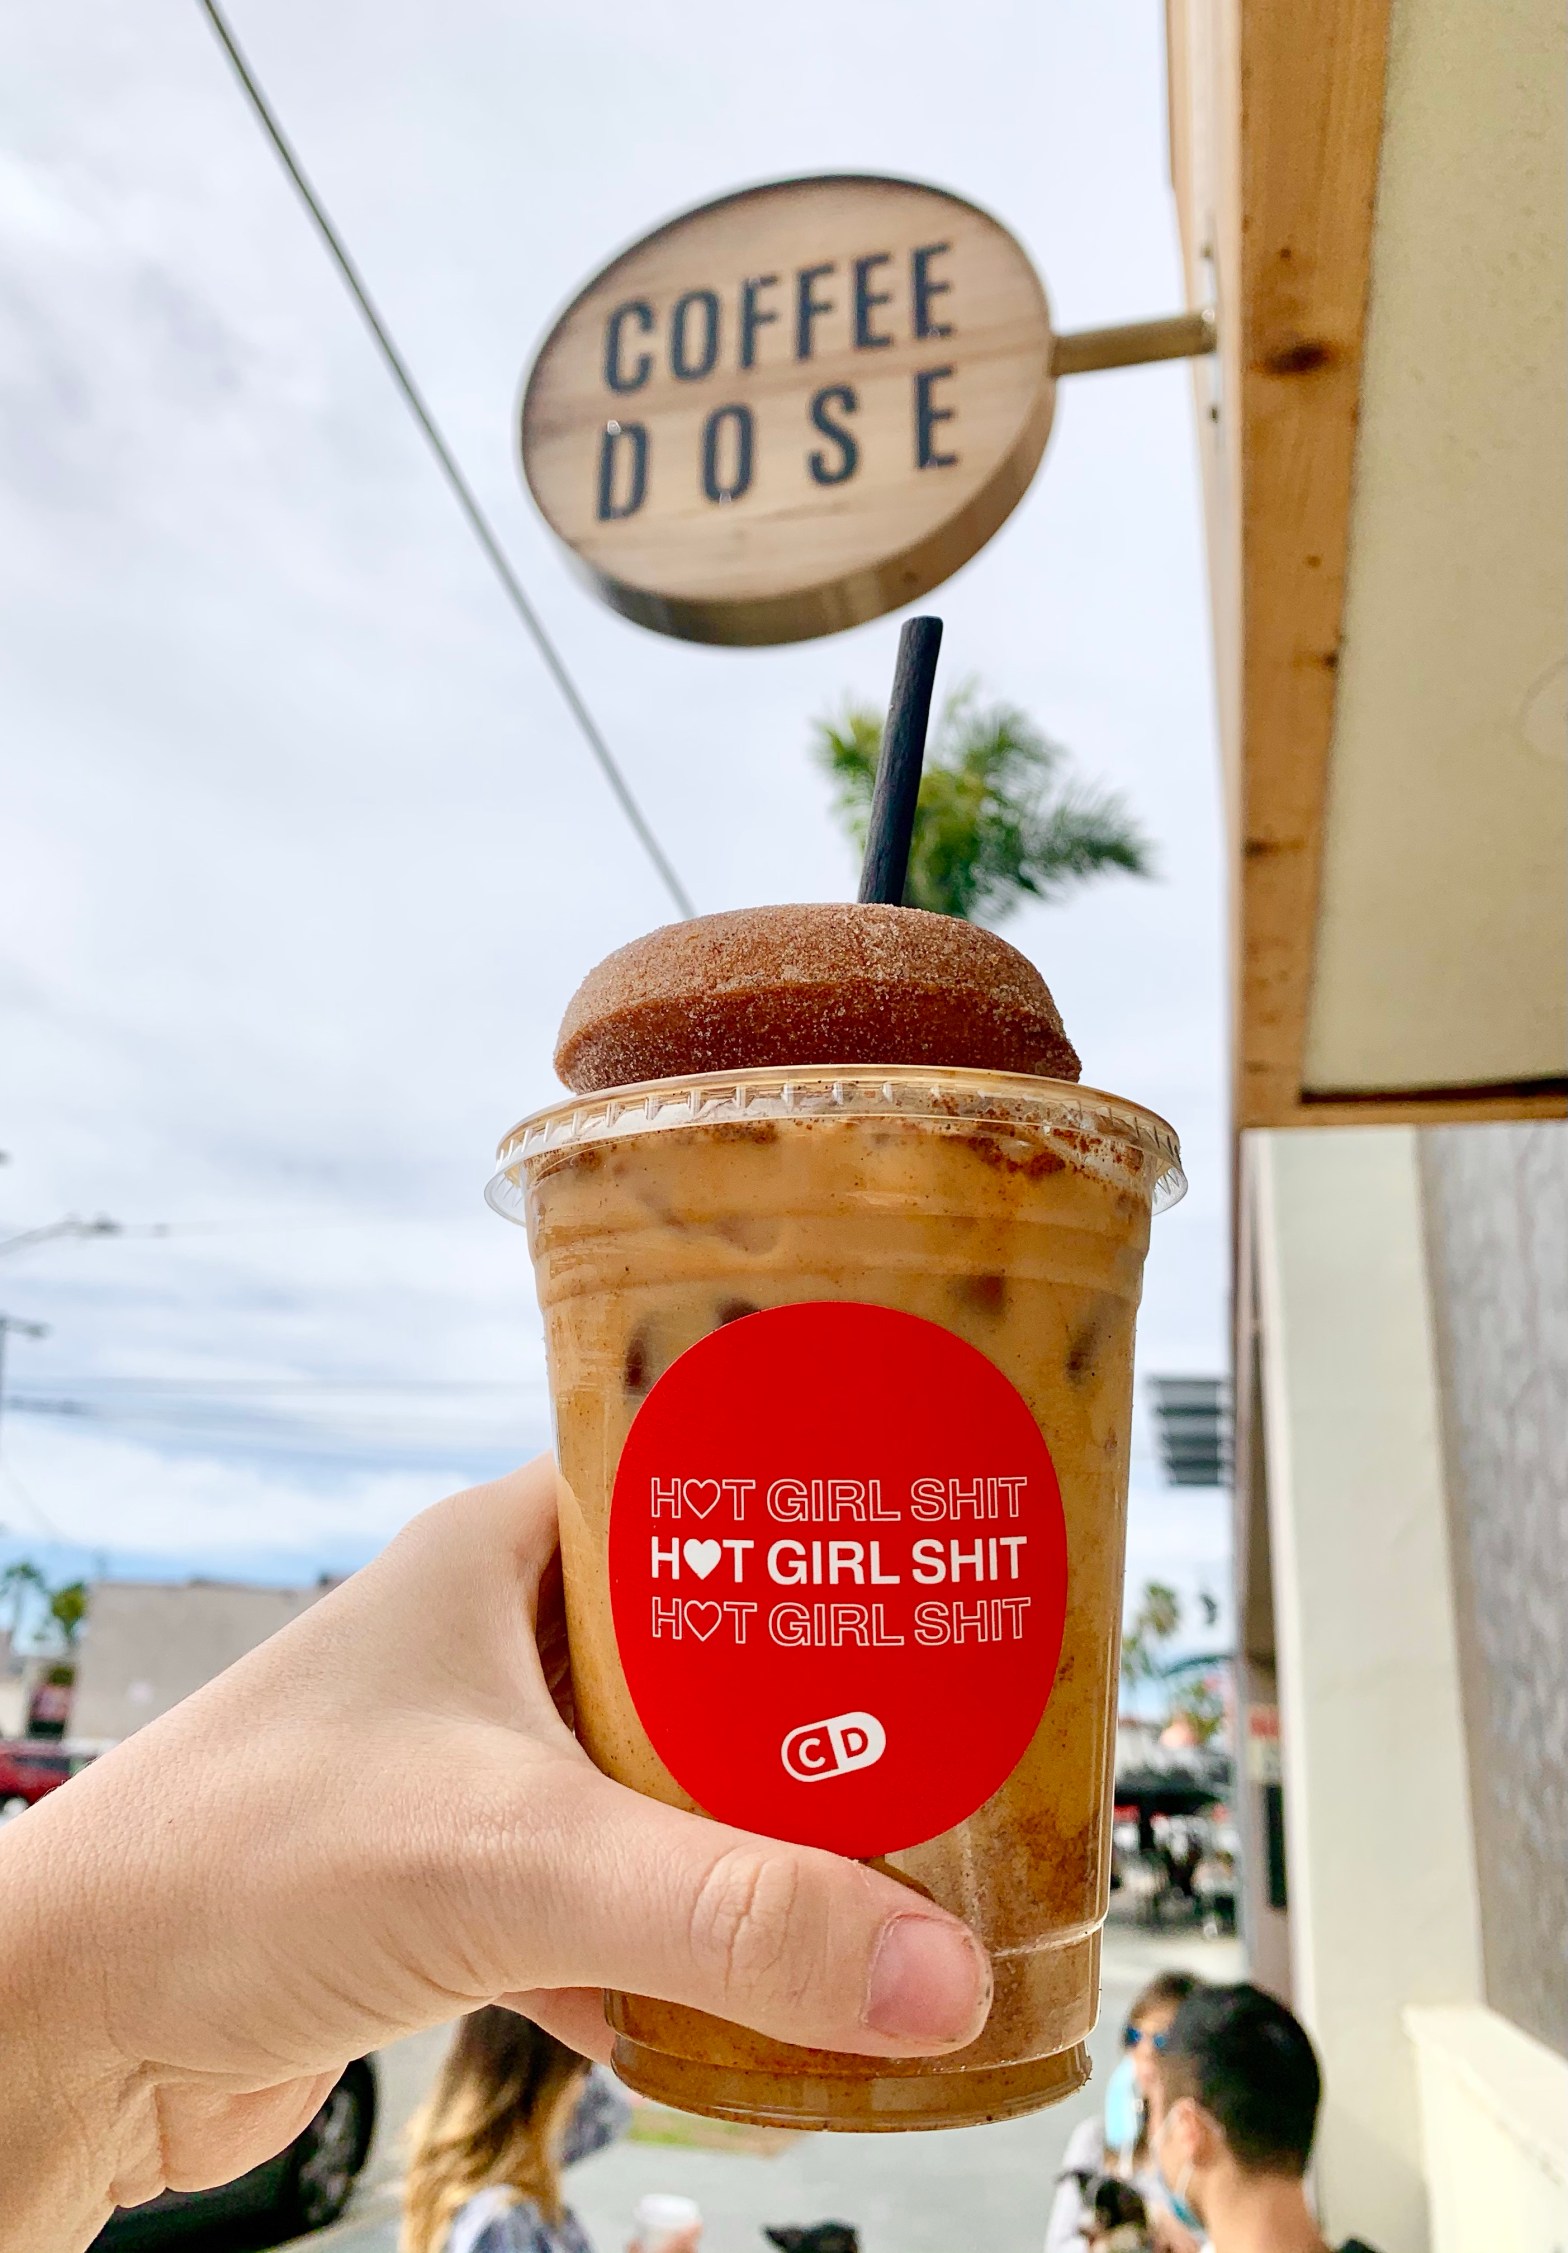 COFFEE
DOSE
H♡T GIRL SHIT
H♥T GIRL SHIT
H♡T GIRL SHIT
CD